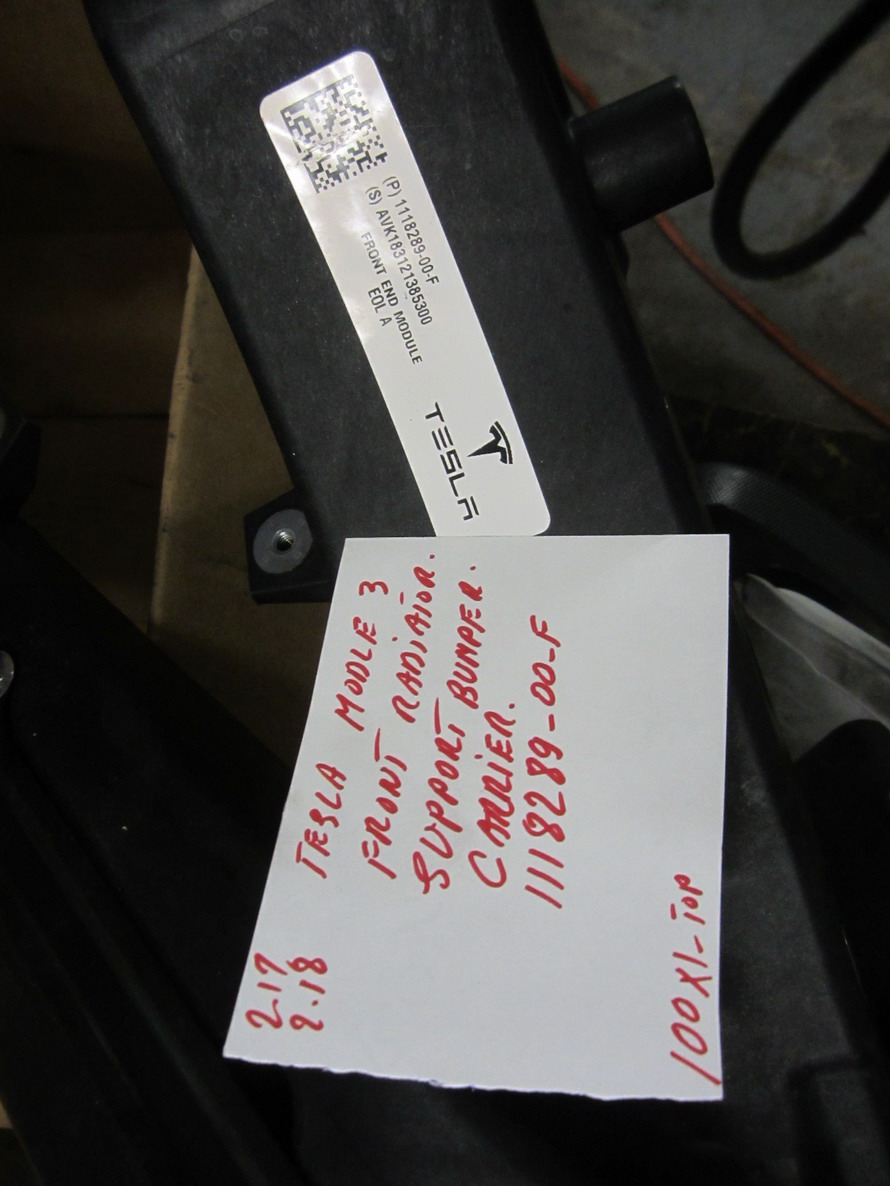 (P) 1118289-00-F
(S) AVK183121385300
FRONT END MODULE
EOL A
TESLA
2.17
2.18
TESLA MODLE 3
FRONT RADIATOR.
SUPPORT BUMPER.
CARRIER.
1118289-00-F
100X1-TOP